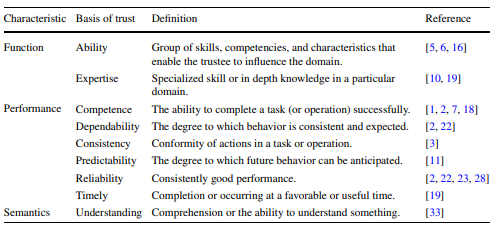 Characteristic Basis of trust Definition Reference
Function Ability Group of skills, competencies, and characteristics that [5, 6, 16]
enable the trustee to influence the domain.
Expertise Specialized skill or in depth knowledge in a particular [10, 19]
domain.
Performance Competence The ability to complete a task (or operation) successfully. [1, 2, 7, 18]
Dependability The degree to which behavior is consistent and expected. [2, 22]
Consistency Conformity of actions in a task or operation. [3]
Predictability The degree to which future behavior can be anticipated. [11]
Reliability Consistently good performance. [2, 22, 23, 28]
Timely Completion or occurring at a favorable or useful time. [19]
Semantics Understanding Comprehension or the ability to understand something. [33]